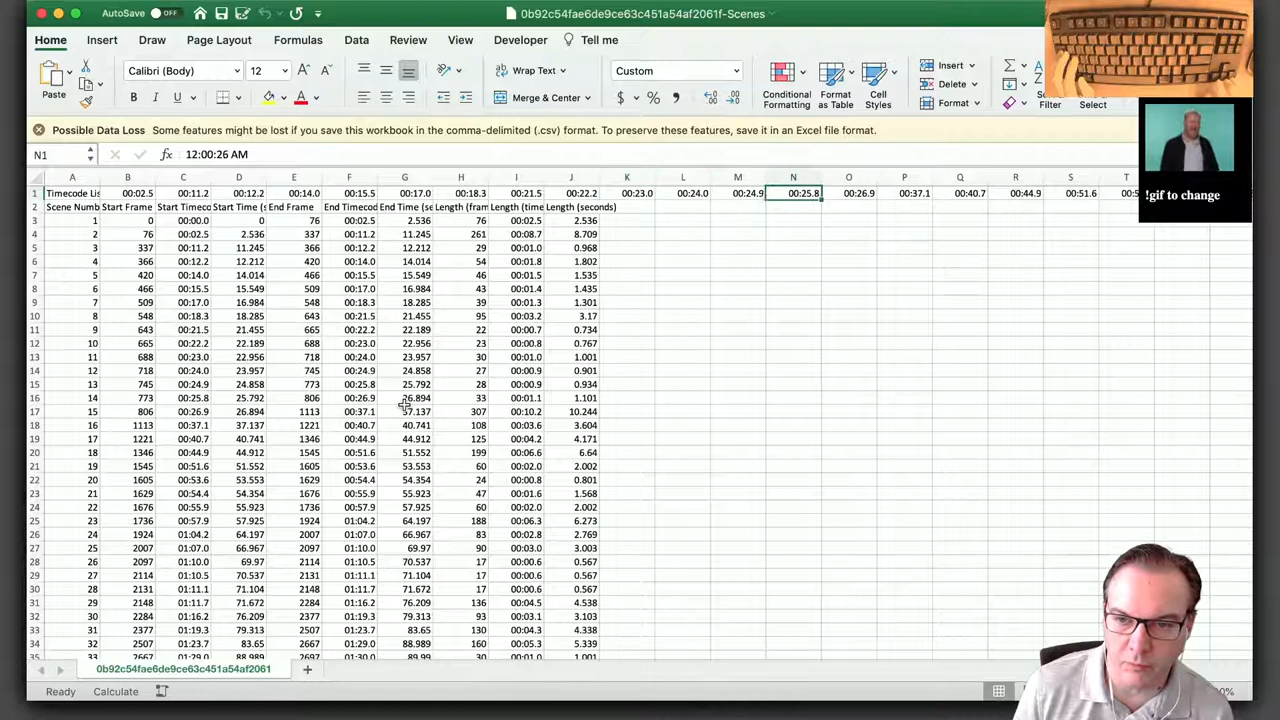 AutoSave OFF 0b92c54fae6de9ce63c451a54af2061f-Scenes
Home Insert Draw Page Layout Formulas Data Review View Developer Tell me
Paste Calibri (Body) 12 Wrap Text Custom Insert
B I U Merge & Center $ % Conditional Formatting Format as Table Cell Styles Delete Format Filter Select
Possible Data Loss Some features might be lost if you save this workbook in the comma-delimited (.csv) format. To preserve these features, save it in an Excel file format.
N1 fx 12:00:26 AM
A B C D E F G H I J K L M N O P Q R S T
1 Timecode Lis 00:02.5 00:11.2 00:12.2 00:14.0 00:15.5 00:17.0 00:18.3 00:21.5 00:22.2 00:23.0 00:24.0 00:24.9 00:25.8 00:26.9 00:37.1 00:40.7 00:44.9 00:51.6
2 Scene Numb Start Frame Start Timeco Start Time (s End Frame End Timecod End Time (se Length (fram Length (time Length (seconds)
3 1 0 00:00.0 0 76 00:02.5 2.536 76 00:02.5 2.536
4 2 76 00:02.5 2.536 337 00:11.2 11.245 261 00:08.7 8.709
5 3 337 00:11.2 11.245 366 00:12.2 12.212 29 00:01.0 0.968
6 4 366 00:12.2 12.212 420 00:14.0 14.014 54 00:01.8 1.802
7 5 420 00:14.0 14.014 466 00:15.5 15.549 46 00:01.5 1.535
8 6 466 00:15.5 15.549 509 00:17.0 16.984 43 00:01.4 1.435
9 7 509 00:17.0 16.984 548 00:18.3 18.285 39 00:01.3 1.301
10 8 548 00:18.3 18.285 643 00:21.5 21.455 95 00:03.2 3.17
11 9 643 00:21.5 21.455 665 00:22.2 22.189 22 00:00.7 0.734
12 10 665 00:22.2 22.189 688 00:23.0 22.956 23 00:00.8 0.767
13 11 688 00:23.0 22.956 718 00:24.0 23.957 30 00:01.0 1.001
14 12 718 00:24.0 23.957 745 00:24.9 24.858 27 00:00.9 0.901
15 13 745 00:24.9 24.858 773 00:25.8 25.792 28 00:00.9 0.934
16 14 773 00:25.8 25.792 806 00:26.9 26.894 33 00:01.1 1.101
17 15 806 00:26.9 26.894 1113 00:37.1 37.137 307 00:10.2 10.244
18 16 1113 00:37.1 37.137 1221 00:40.7 40.741 108 00:03.6 3.604
19 17 1221 00:40.7 40.741 1346 00:44.9 44.912 125 00:04.2 4.171
20 18 1346 00:44.9 44.912 1545 00:51.6 51.552 199 00:06.6 6.64
21 19 1545 00:51.6 51.552 1605 00:53.6 53.553 60 00:02.0 2.002
22 20 1605 00:53.6 53.553 1629 00:54.4 54.354 24 00:00.8 0.801
23 21 1629 00:54.4 54.354 1676 00:55.9 55.923 47 00:01.6 1.568
24 22 1676 00:55.9 55.923 1736 00:57.9 57.925 60 00:02.0 2.002
25 23 1736 00:57.9 57.925 1924 01:04.2 64.197 188 00:06.3 6.273
26 24 1924 01:04.2 64.197 2007 01:07.0 66.967 83 00:02.8 2.769
27 25 2007 01:07.0 66.967 2097 01:10.0 69.97 90 00:03.0 3.003
28 26 2097 01:10.0 69.97 2114 01:10.5 70.537 17 00:00.6 0.567
29 27 2114 01:10.5 70.537 2131 01:11.1 71.104 17 00:00.6 0.567
30 28 2131 01:11.1 71.104 2148 01:11.7 71.672 17 00:00.6 0.567
31 29 2148 01:11.7 71.672 2284 01:16.2 76.209 136 00:04.5 4.538
32 30 2284 01:16.2 76.209 2377 01:19.3 79.313 93 00:03.1 3.103
33 31 2377 01:19.3 79.313 2507 01:23.7 83.65 130 00:04.3 4.338
34 32 2507 01:23.7 83.65 2667 01:29.0 88.989 160 00:05.3 5.339
35 33 2667 01:29.0 88.989 2697 01:30.0 89.99 30 00:01.0 1.001
0b92c54fae6de9ce63c451a54af2061
Ready Calculate
!gif to change